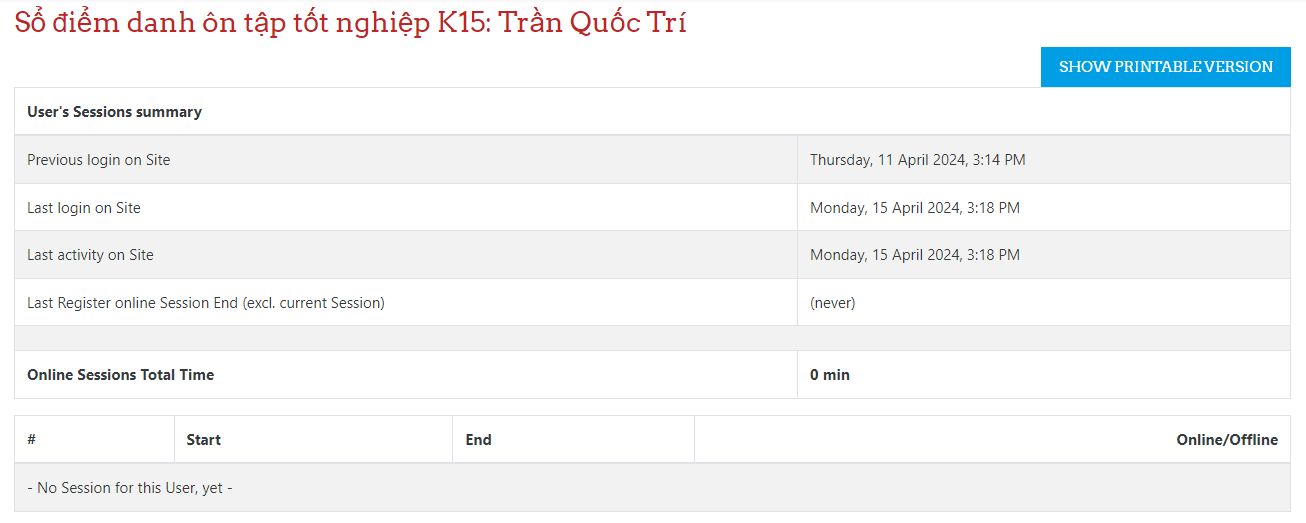 Sổ điểm danh ôn tập tốt nghiệp K15: Trần Quốc Trí
SHOW PRINTABLE VERSION
User's Sessions summary
Previous login on Site Thursday, 11 April 2024, 3:14 PM
Last login on Site Monday, 15 April 2024, 3:18 PM
Last activity on Site Monday, 15 April 2024, 3:18 PM
Last Register online Session End (excl. current Session) (never)
Online Sessions Total Time 0 min
# Start End Online/Offline
- No Session for this User, yet -